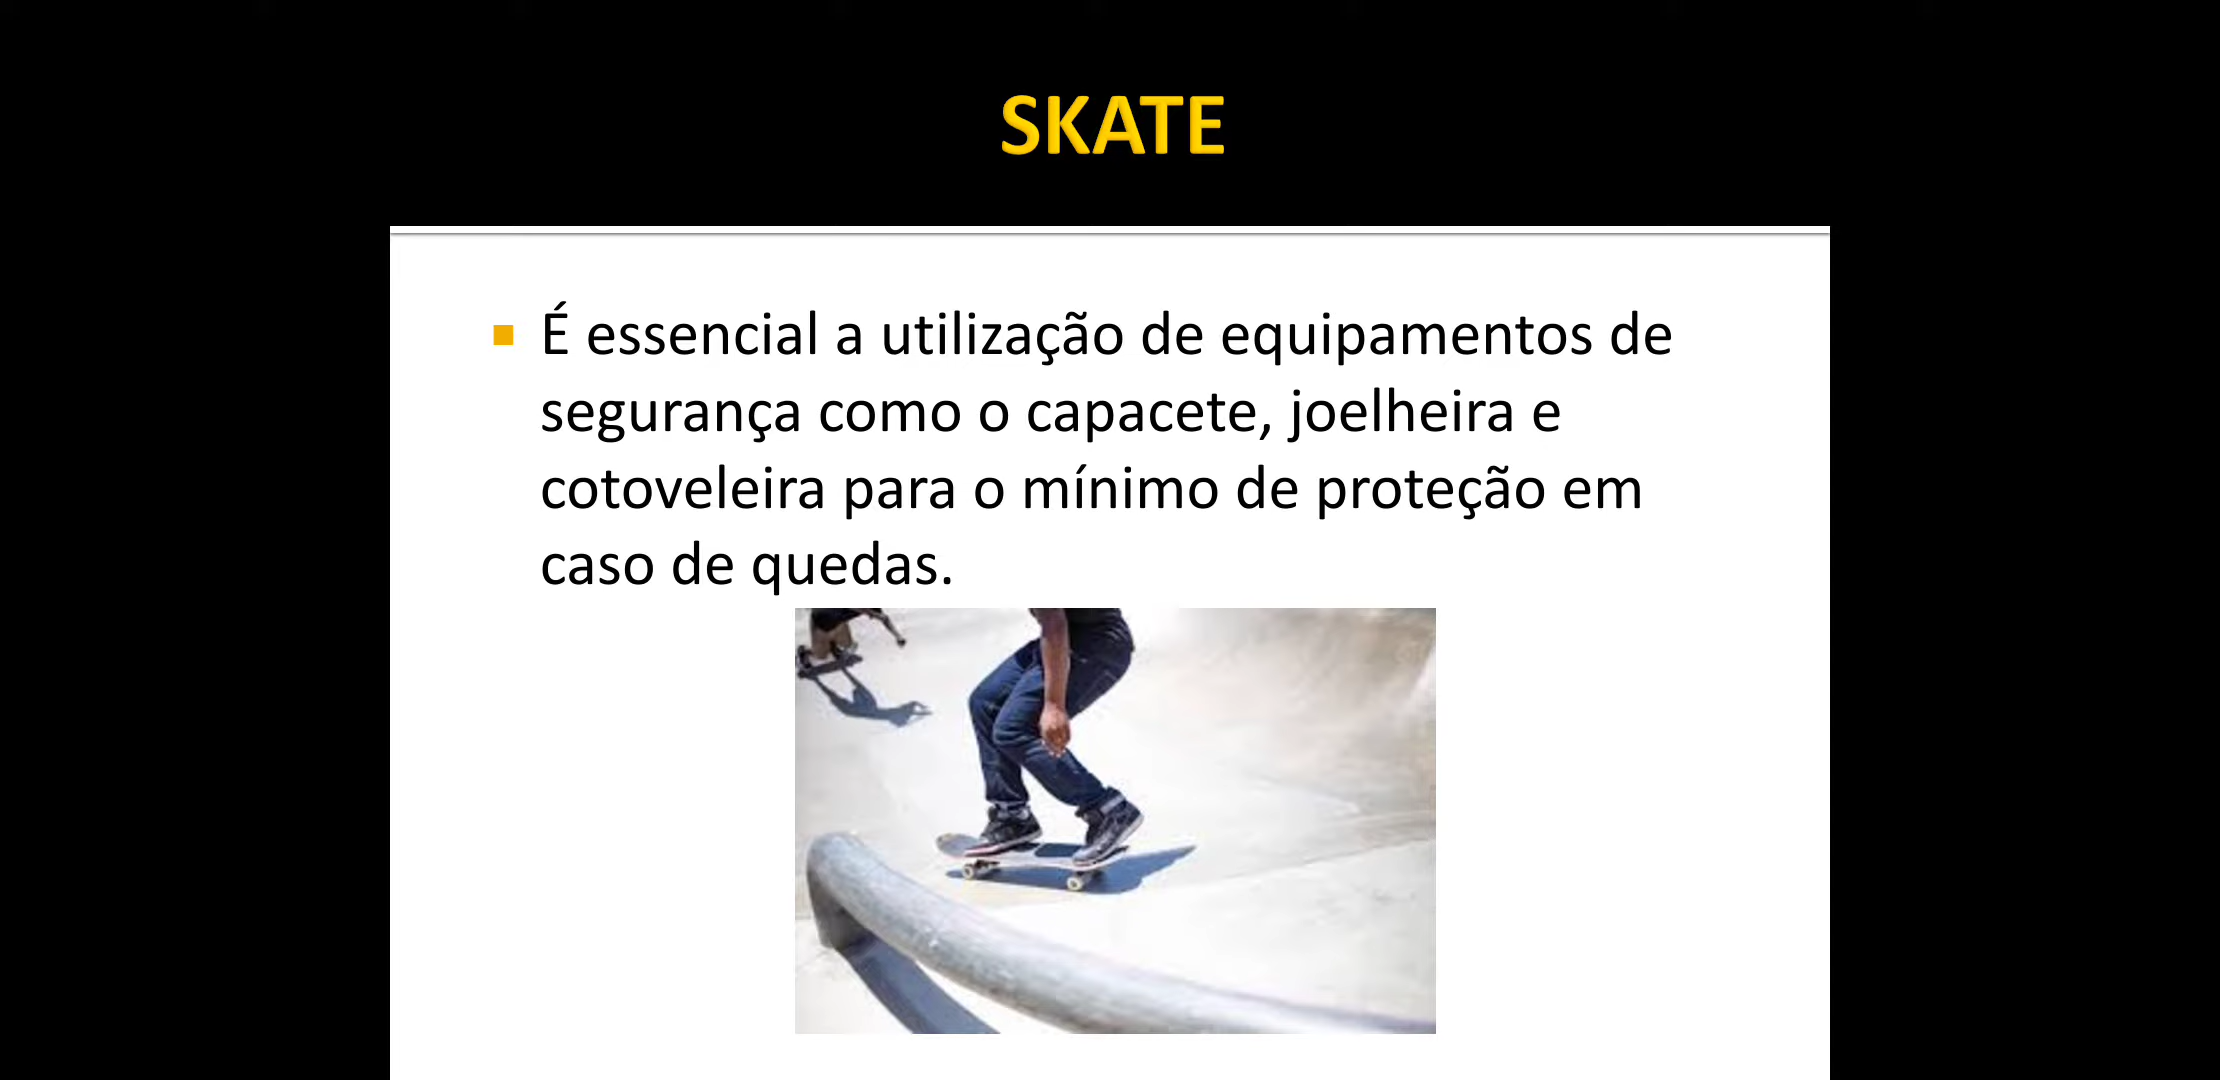 SKATE
É essencial a utilização de equipamentos de
segurança como o capacete, joelheira e
cotoveleira para o mínimo de proteção em
caso de quedas.